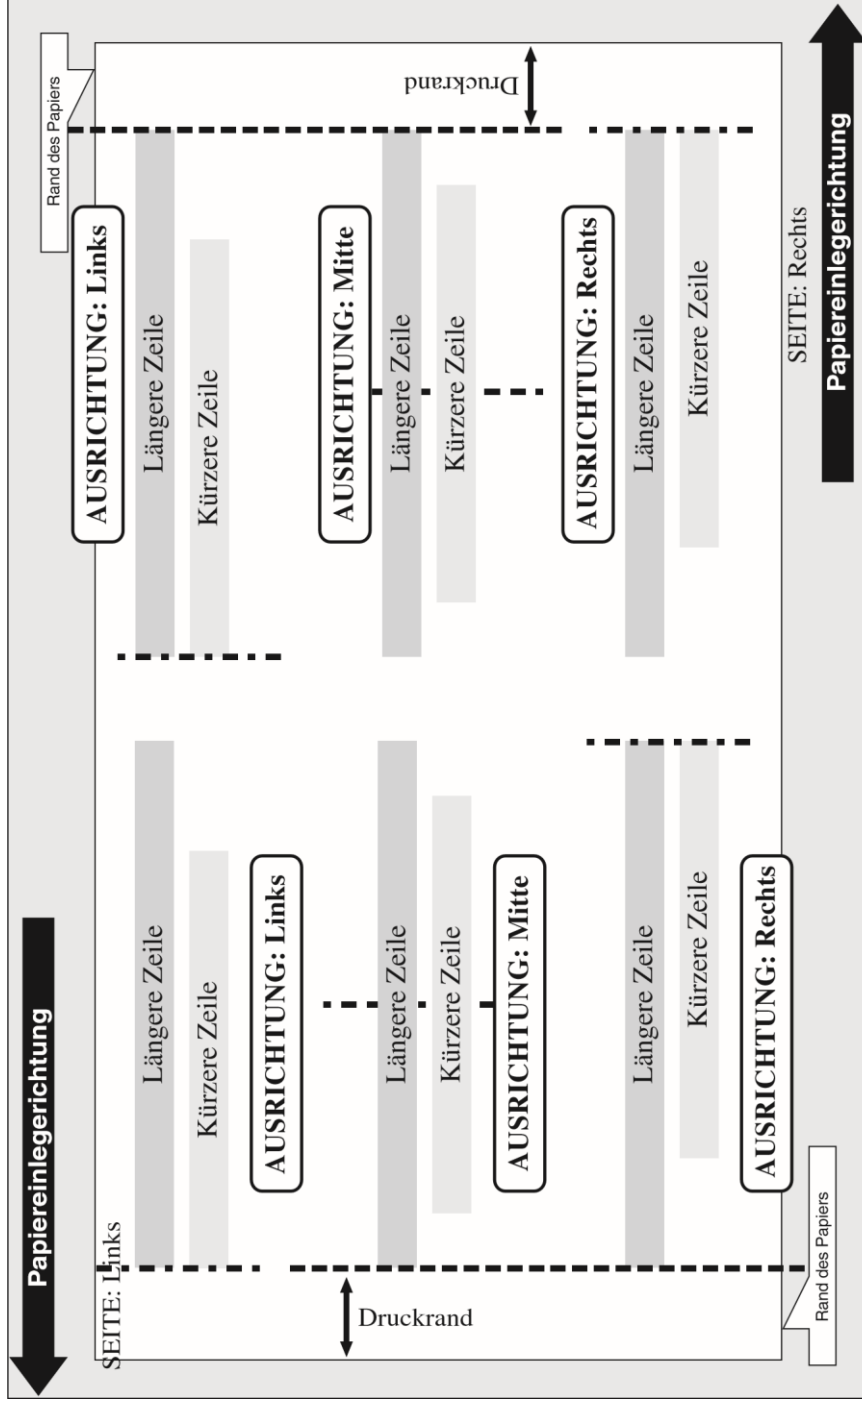 Papiereinlegerichtung
SEITE: Links
Längere Zeile
Kürzere Zeile
AUSRICHTUNG: Links
Längere Zeile
Kürzere Zeile
AUSRICHTUNG: Mitte
Längere Zeile
Kürzere Zeile
AUSRICHTUNG: Rechts
Druckrand
Rand des Papiers
Rand des Papiers
AUSRICHTUNG: Links
Längere Zeile
Kürzere Zeile
AUSRICHTUNG: Mitte
Längere Zeile
Kürzere Zeile
AUSRICHTUNG: Rechts
Längere Zeile
Kürzere Zeile
Druckrand
SEITE: Rechts
Papiereinlegerichtung